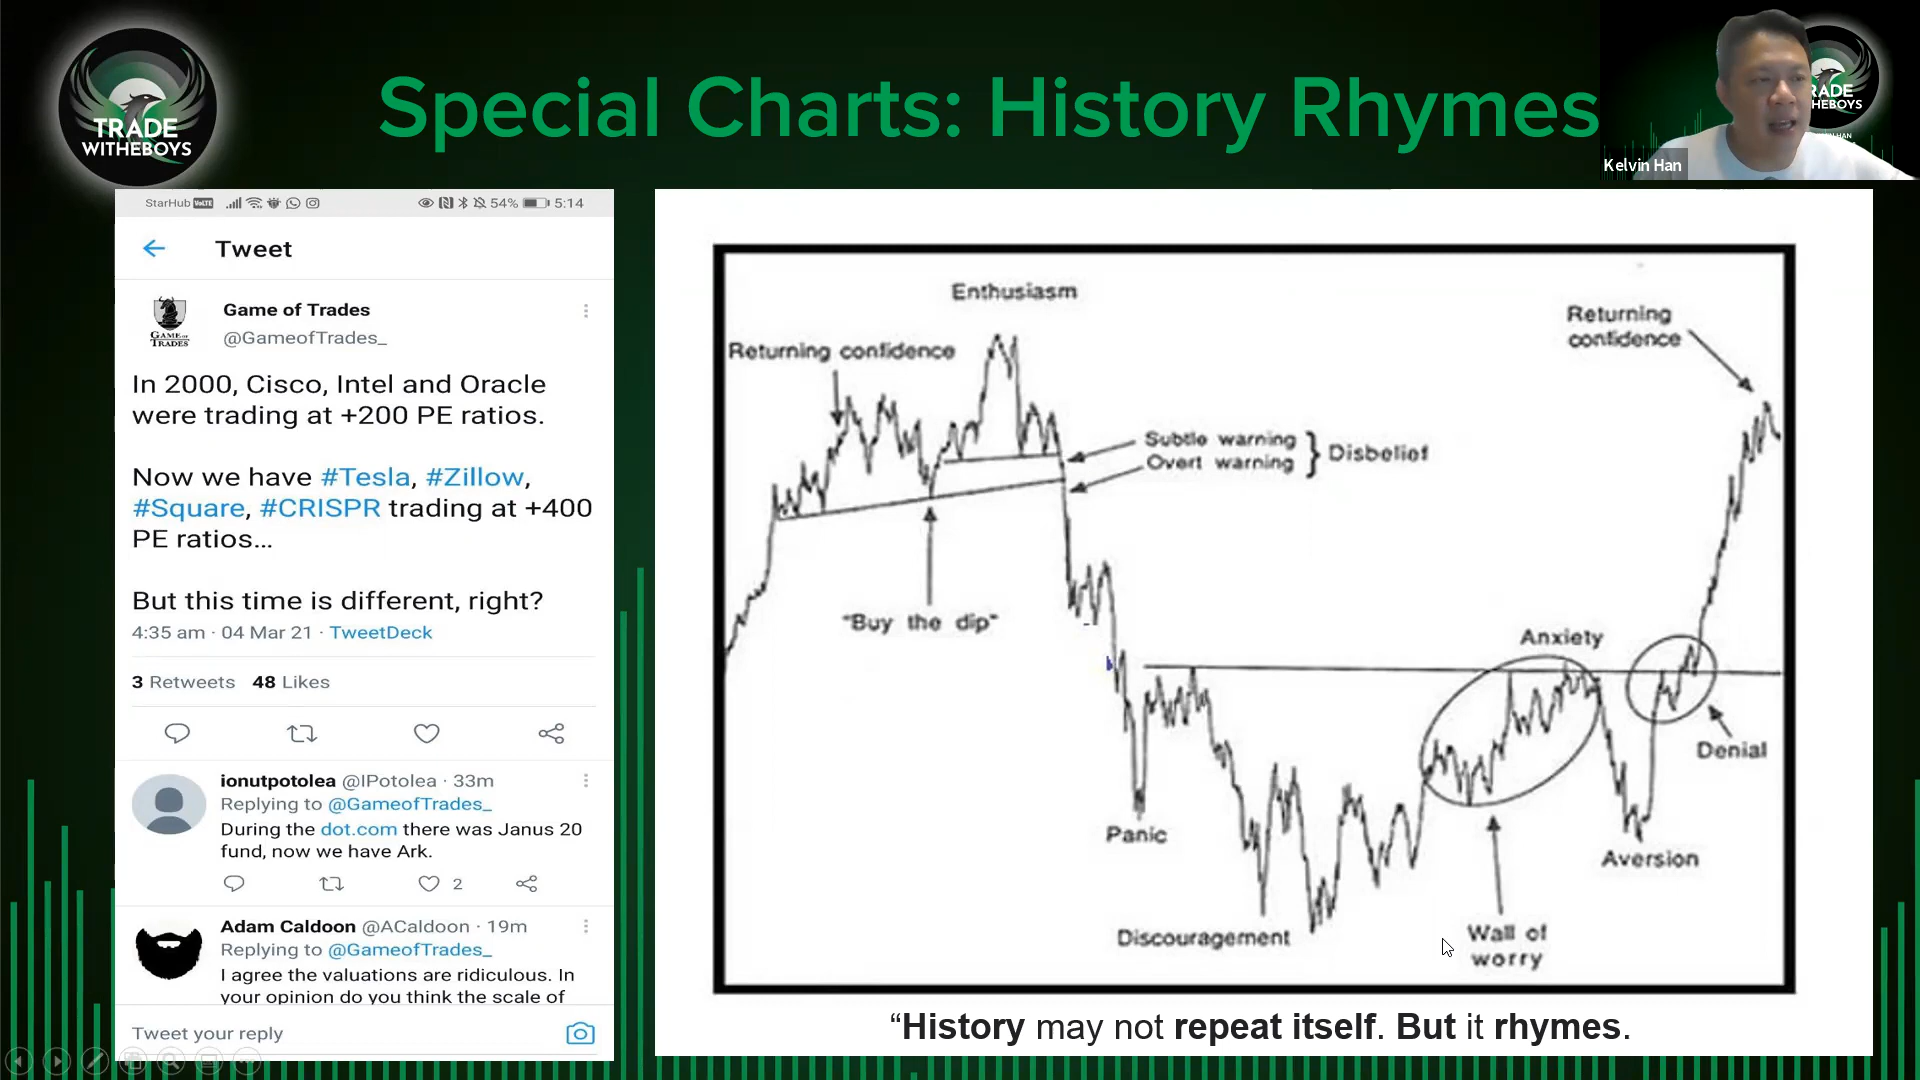 TRADE
WITHEBOYS
Special Charts: History Rhymes
Kelvin Han
StarHub VoLTE
54% 5:14
Tweet
Game of Trades
@GameofTrades_
In 2000, Cisco, Intel and Oracle
were trading at +200 PE ratios.
Now we have #Tesla, #Zillow,
#Square, #CRISPR trading at +400
PE ratios...
But this time is different, right?
4:35 am · 04 Mar 21 · TweetDeck
3 Retweets 48 Likes
ionutpotolea @IPotolea · 33m
Replying to @GameofTrades_
During the dot.com there was Janus 20
fund, now we have Ark.
2
Adam Caldoon @ACaldoon · 19m
Replying to @GameofTrades_
I agree the valuations are ridiculous. In
your opinion do you think the scale of
Tweet your reply
Enthusiasm
Returning confidence
Returning
confidence
Subtle warning
Overt warning
Disbelief
"Buy the dip"
Anxiety
Denial
Panic
Aversion
Discouragement
Wall of
worry
“History may not repeat itself. But it rhymes.